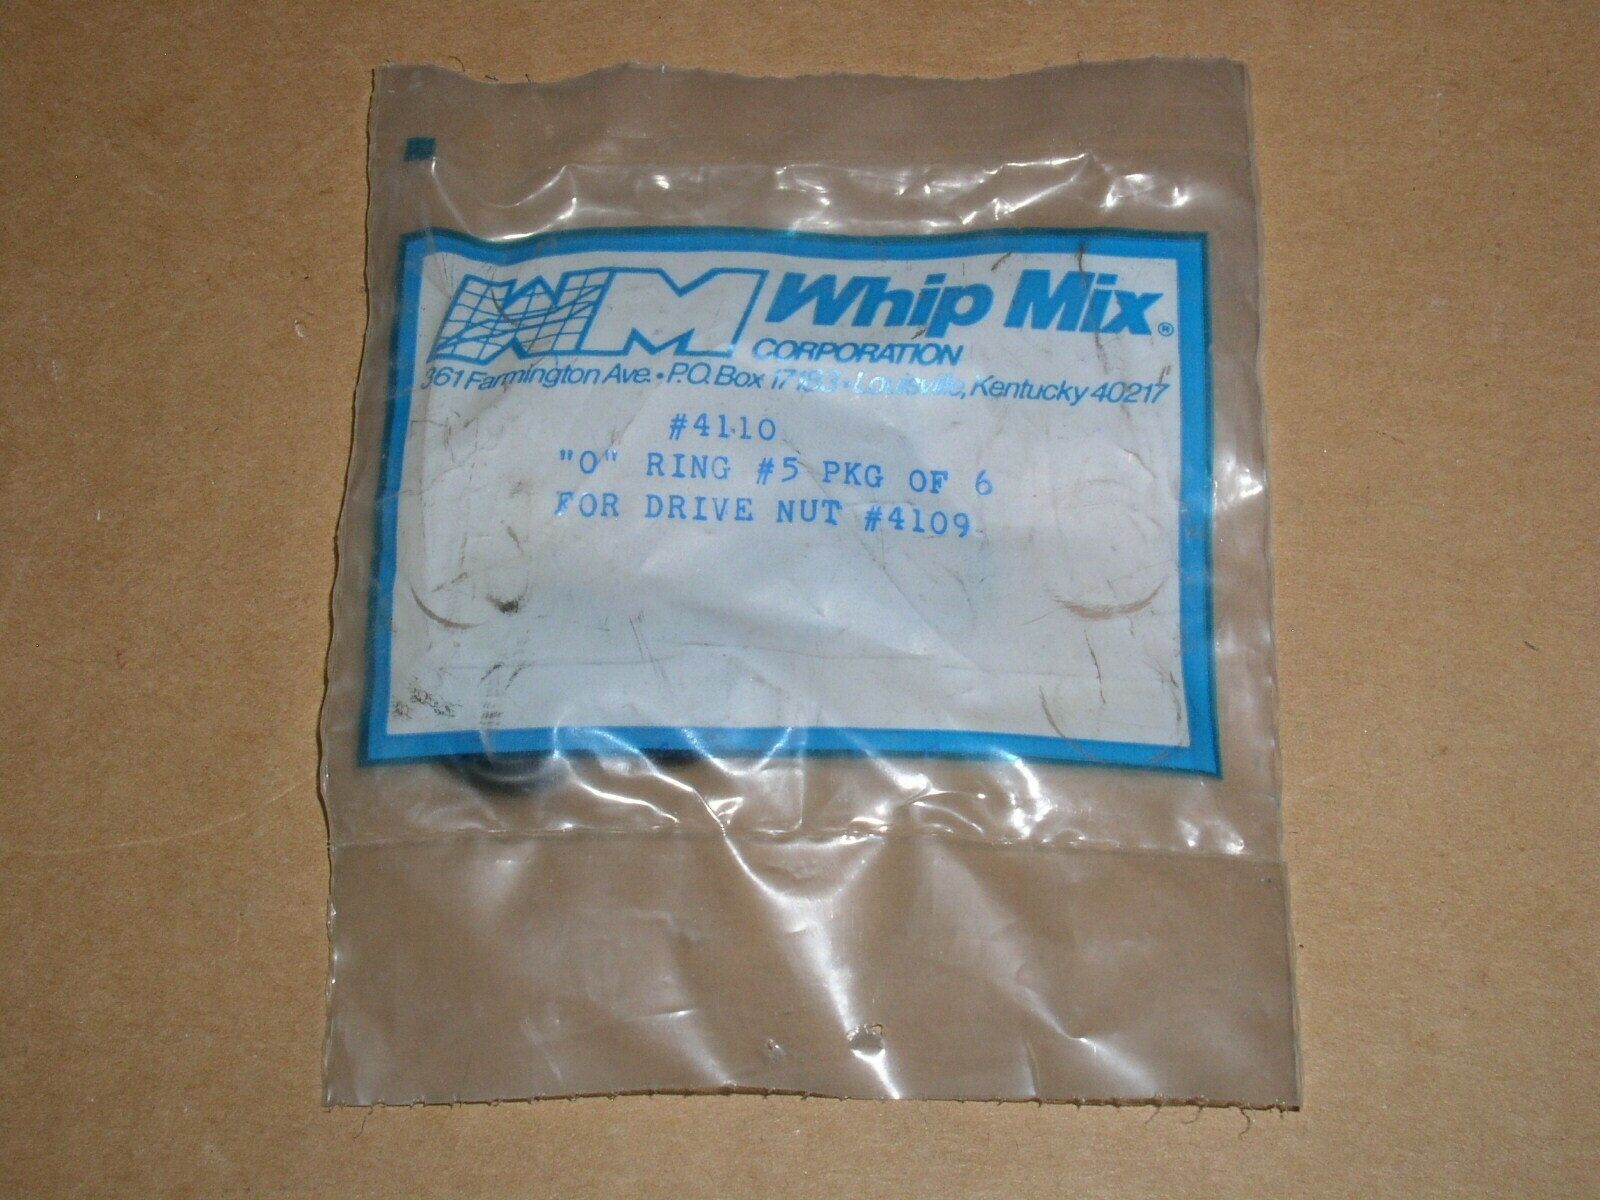 WM Whip Mix®
CORPORATION
361 Farmington Ave. • P.O. Box 17183 • Louisville, Kentucky 40217
#4110
"O" RING #5 PKG OF 6
FOR DRIVE NUT #4109